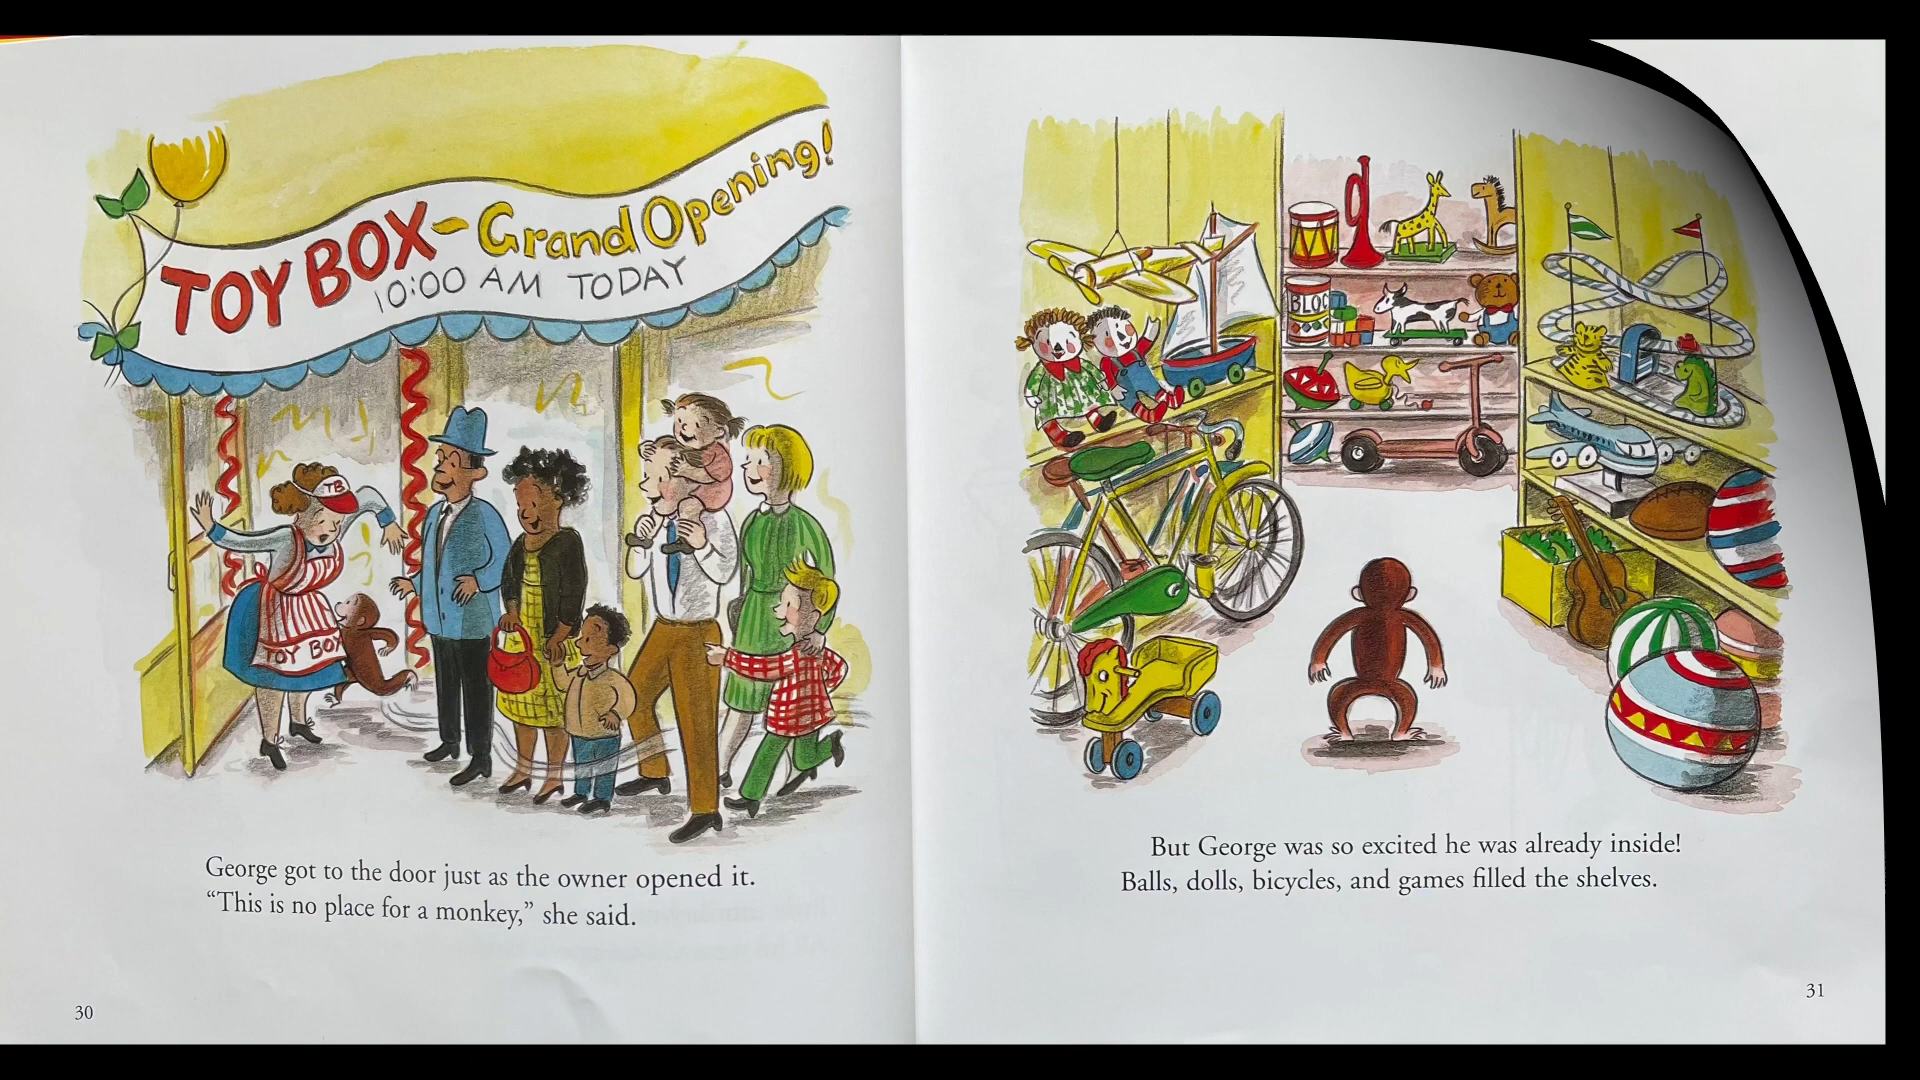 TOY BOX-Grand Opening!
10:00 AM TODAY
TB
TOY BOX
George got to the door just as the owner opened it.
“This is no place for a monkey,” she said.
30
BLOC
But George was so excited he was already inside!
Balls, dolls, bicycles, and games filled the shelves.
31